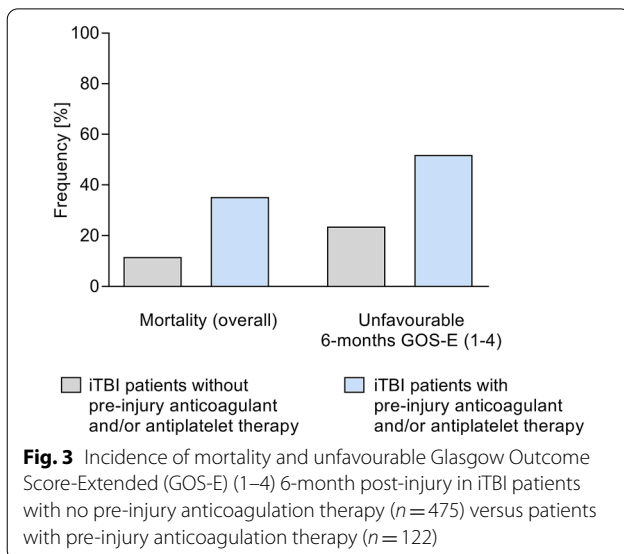 100
80
60
40
20
0
Frequency [%]
Mortality (overall)
Unfavourable
6-months GOS-E (1-4)
iTBI patients without
pre-injury anticoagulant
and/or antiplatelet therapy
iTBI patients with
pre-injury anticoagulant
and/or antiplatelet therapy
Fig. 3 Incidence of mortality and unfavourable Glasgow Outcome
Score-Extended (GOS-E) (1–4) 6-month post-injury in iTBI patients
with no pre-injury anticoagulation therapy (n = 475) versus patients
with pre-injury anticoagulation therapy (n = 122)